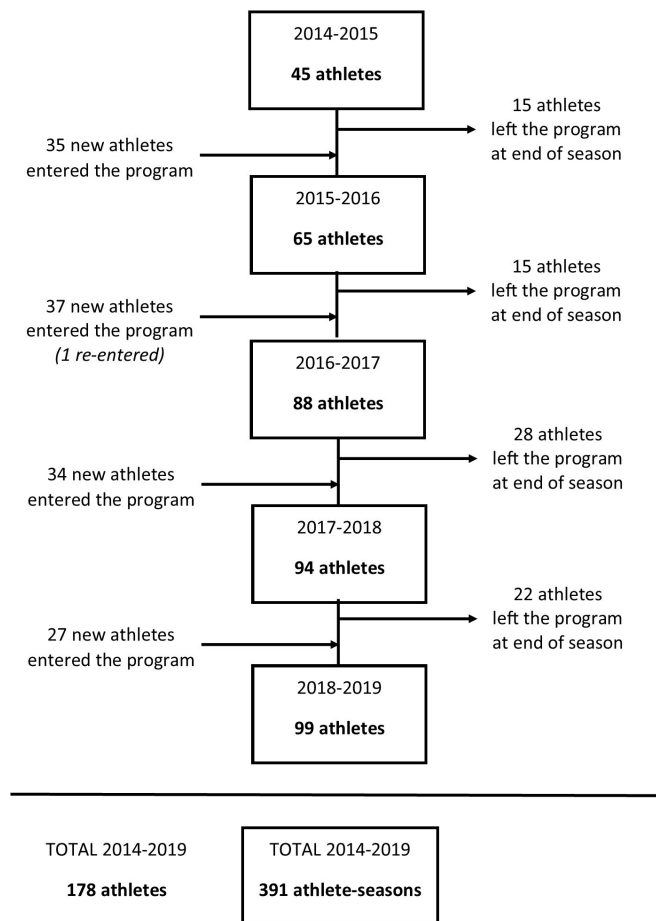 2014-2015
45 athletes
15 athletes
left the program
at end of season
35 new athletes
entered the program
2015-2016
65 athletes
15 athletes
left the program
at end of season
37 new athletes
entered the program
(1 re-entered)
2016-2017
88 athletes
28 athletes
left the program
at end of season
34 new athletes
entered the program
2017-2018
94 athletes
22 athletes
left the program
at end of season
27 new athletes
entered the program
2018-2019
99 athletes
TOTAL 2014-2019
178 athletes
TOTAL 2014-2019
391 athlete-seasons